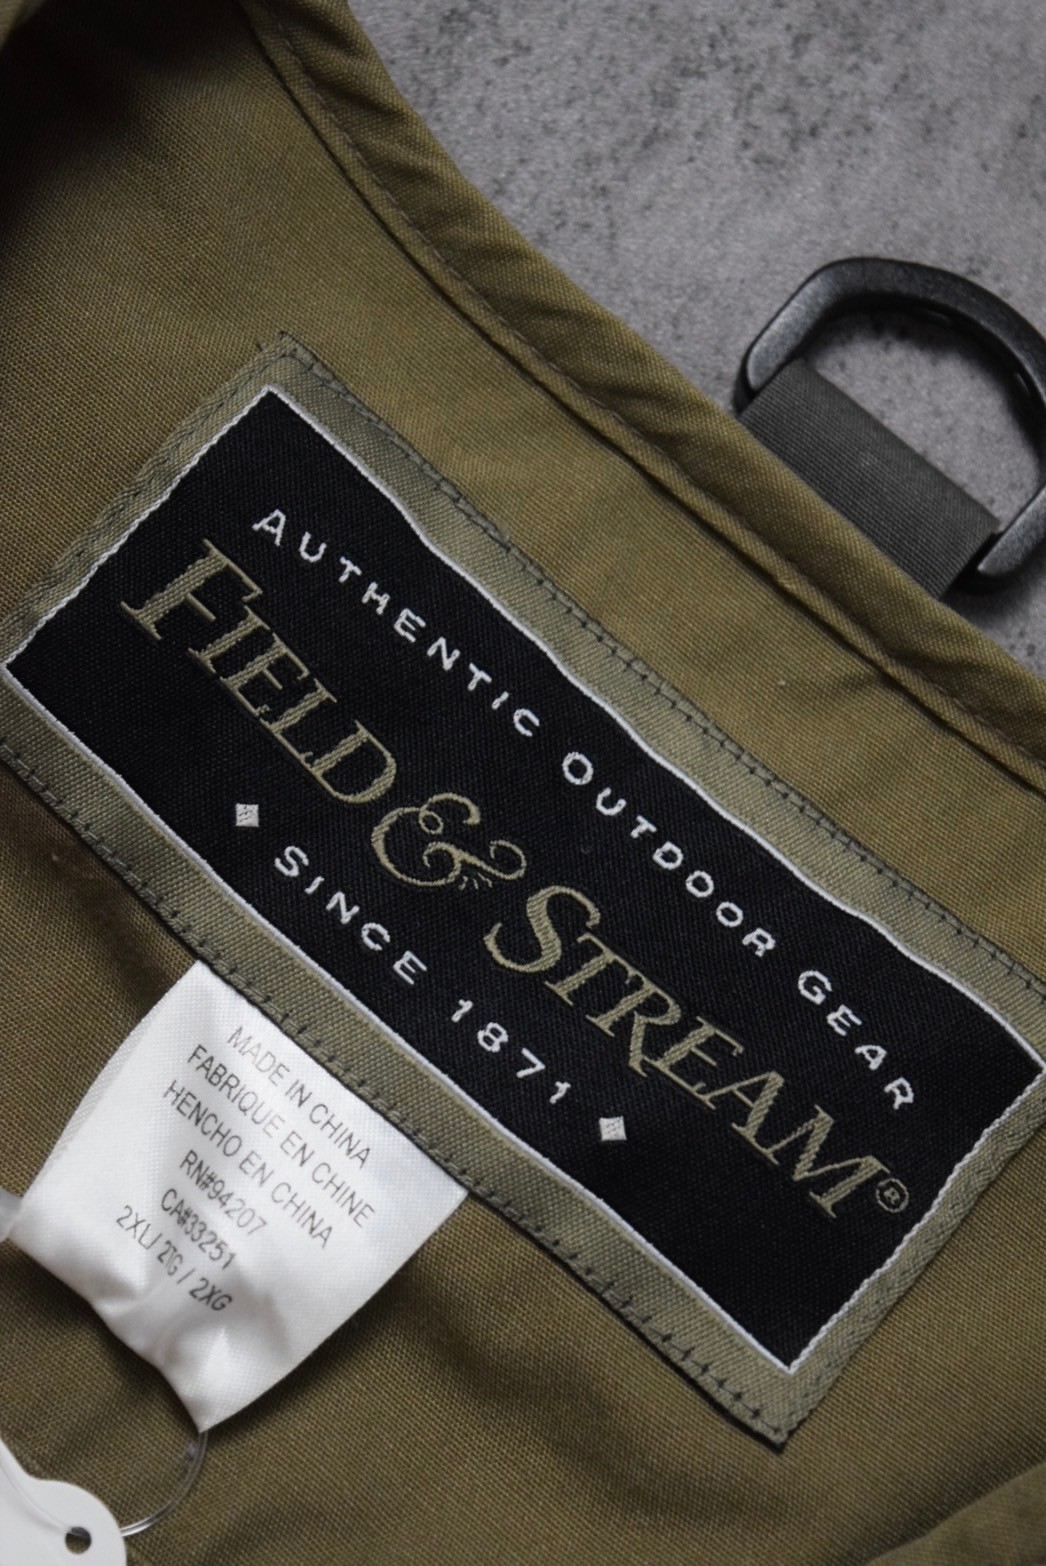 AUTHENTIC OUTDOOR GEAR
FIELD & STREAM®
SINCE 1871
MADE IN CHINA
FABRIQUE EN CHINE
HENCHO EN CHINA
RN#94207
CA#33251
2XL/ 2TG / 2XG